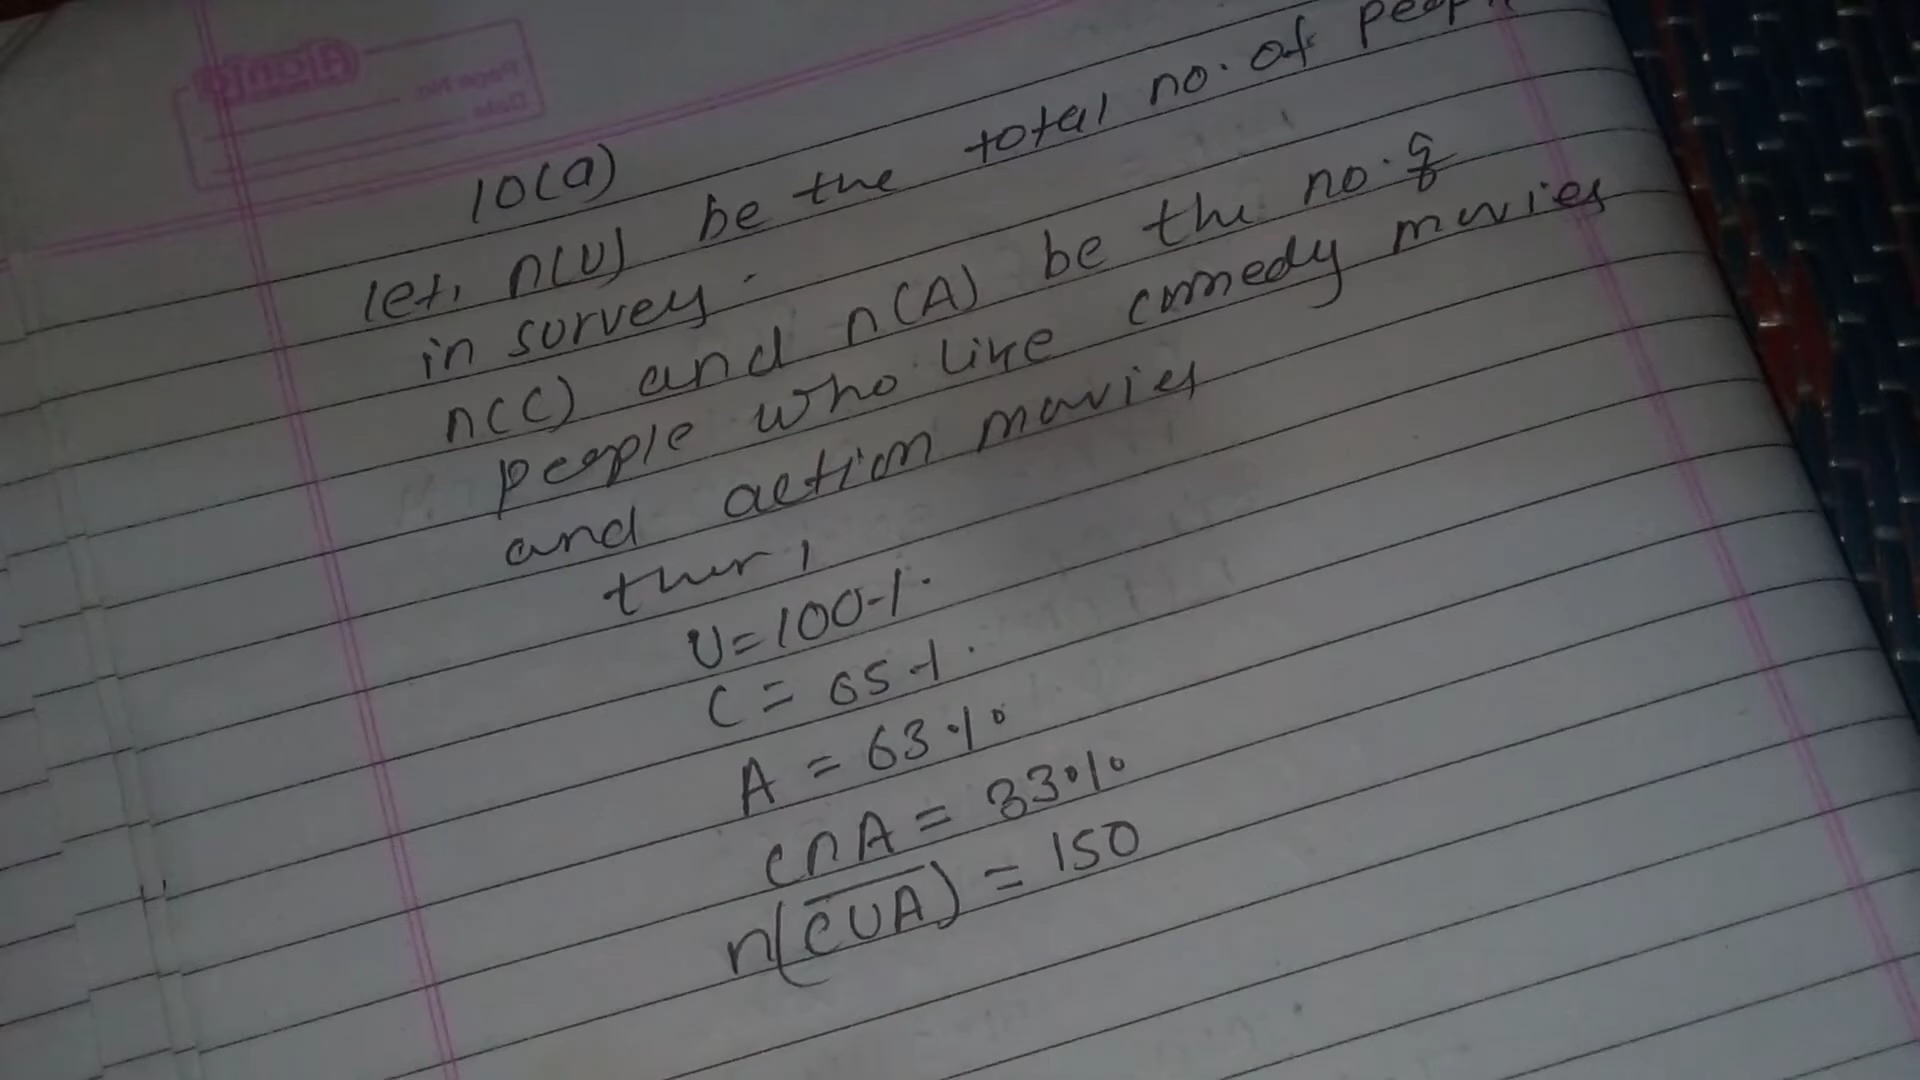 10(a)
let, n(U) be the total no. of
in survey.
n(C) and n(A) be the no. of
people who like comedy movies
and action movies
then,
U = 100%
C = 65%
A = 63%
C∩A = 33%
n(C̅∪̅A̅) = 150